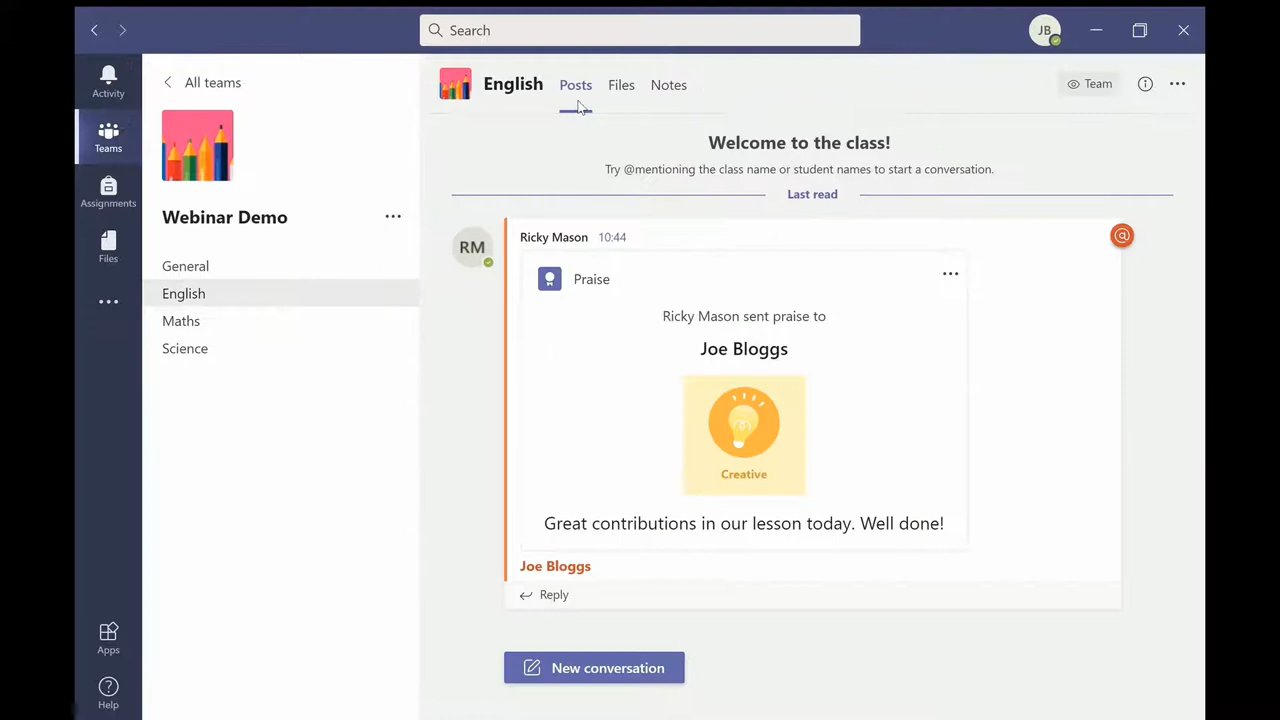 Search
JB
Activity
Teams
Assignments
Files
Apps
Help
All teams
Webinar Demo
General
English
Maths
Science
English
Posts
Files
Notes
Team
Welcome to the class!
Try @mentioning the class name or student names to start a conversation.
Last read
RM
Ricky Mason 10:44
@
Praise
Ricky Mason sent praise to
Joe Bloggs
Creative
Great contributions in our lesson today. Well done!
Joe Bloggs
Reply
New conversation